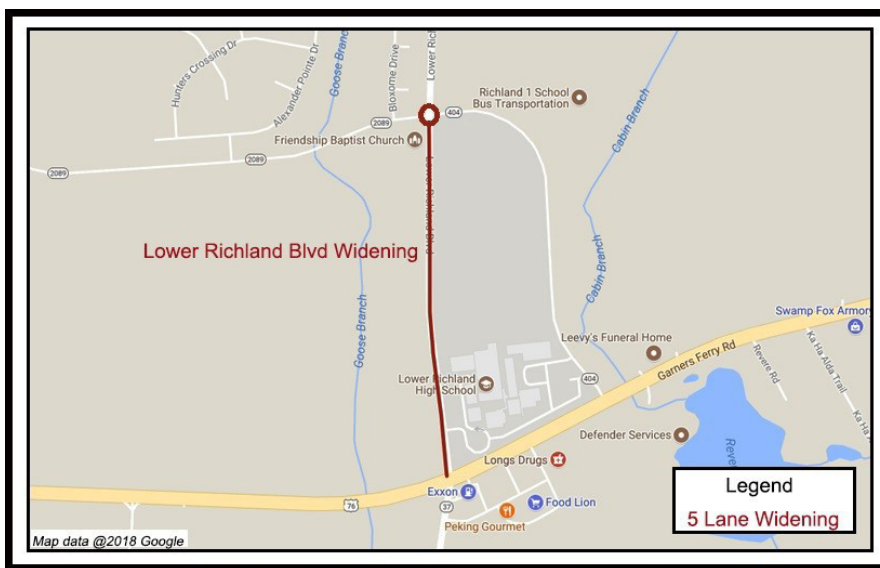 Hunters Crossing Dr
Alexander Pointe Dr
Goose Branch
Bloxome Drive
Lower Rich
Richland 1 School
Bus Transportation
Cabin Branch
404
2089
Friendship Baptist Church
2089
2089
Lower Richland Blvd
Lower Richland Blvd Widening
Cabin Branch
Swamp Fox Armory
Goose Branch
Leevy's Funeral Home
Garners Ferry Rd
Revere Rd
Ka Ha Alda Trail
Ka Ha
Lower Richland
High School
404
Defender Services
Longs Drugs
Reve
Legend
5 Lane Widening
Exxon
Food Lion
76
37
Peking Gourmet
Map data @2018 Google